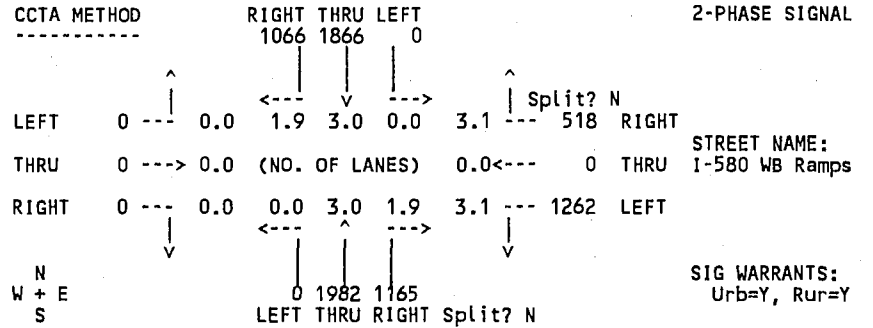 CCTA METHOD RIGHT THRU LEFT 2-PHASE SIGNAL
----------- 1066 1866 0
^ ^
<--- v ---> Split? N
LEFT 0 --- 0.0 1.9 3.0 0.0 3.1 --- 518 RIGHT
STREET NAME:
THRU 0 ---> 0.0 (NO. OF LANES) 0.0<--- 0 THRU I-580 WB Ramps
RIGHT 0 --- 0.0 0.0 3.0 1.9 3.1 --- 1262 LEFT
<--- ^ --->
v v
N SIG WARRANTS:
W + E 0 1982 1165 Urb=Y, Rur=Y
S LEFT THRU RIGHT Split? N